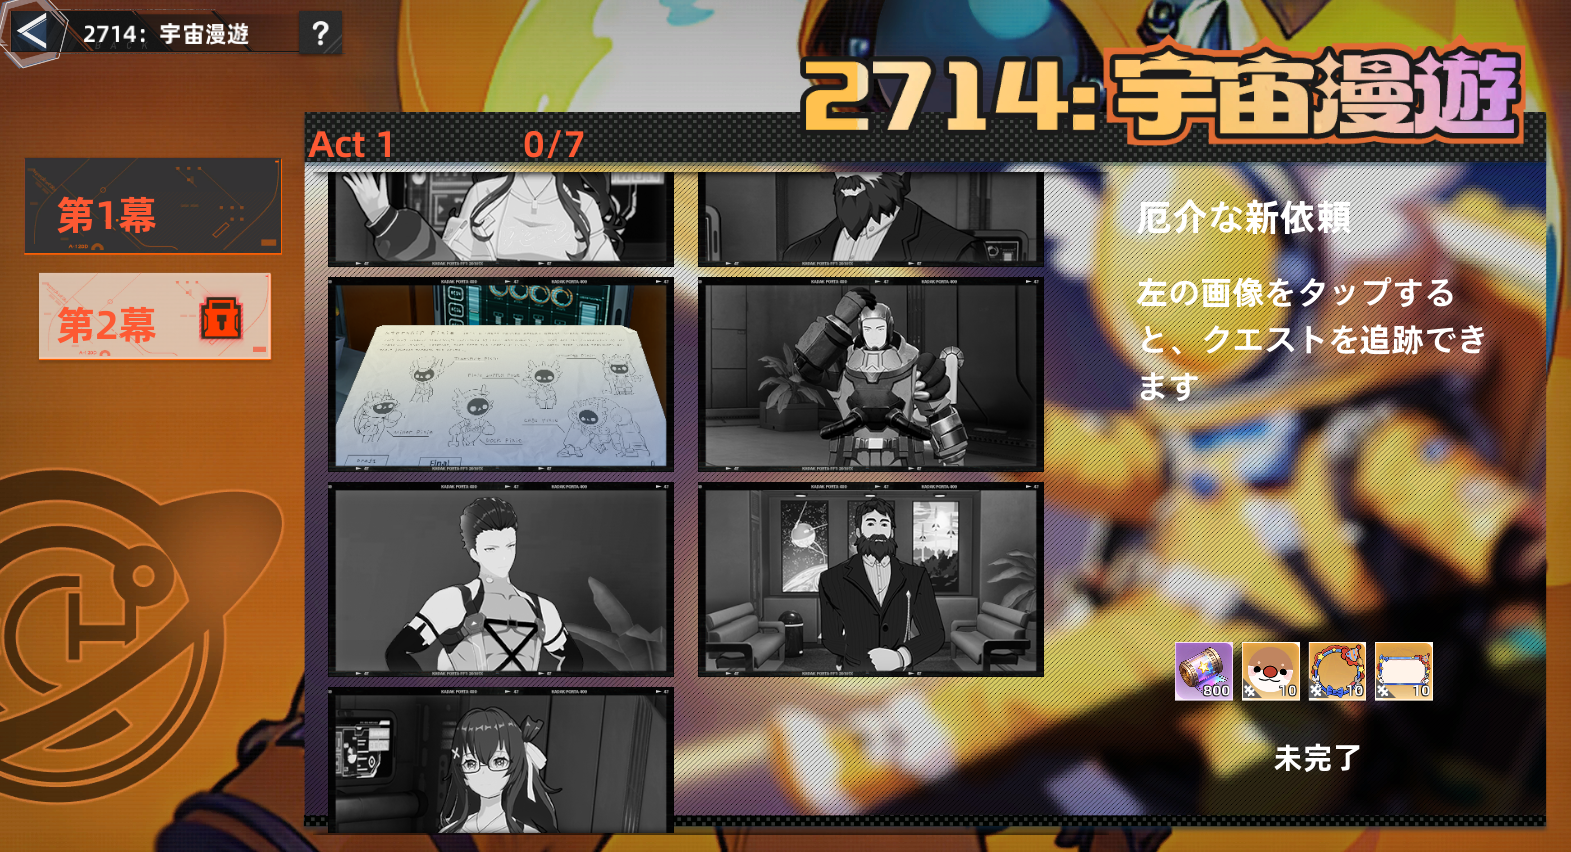 2714: 宇宙漫遊
?
2714:宇宙漫遊
Act 1
0/7
第1幕
第2幕
厄介な新依頼
左の画像をタップする
と、クエストを追跡でき
ます
Final
800
10
10
10
未完了